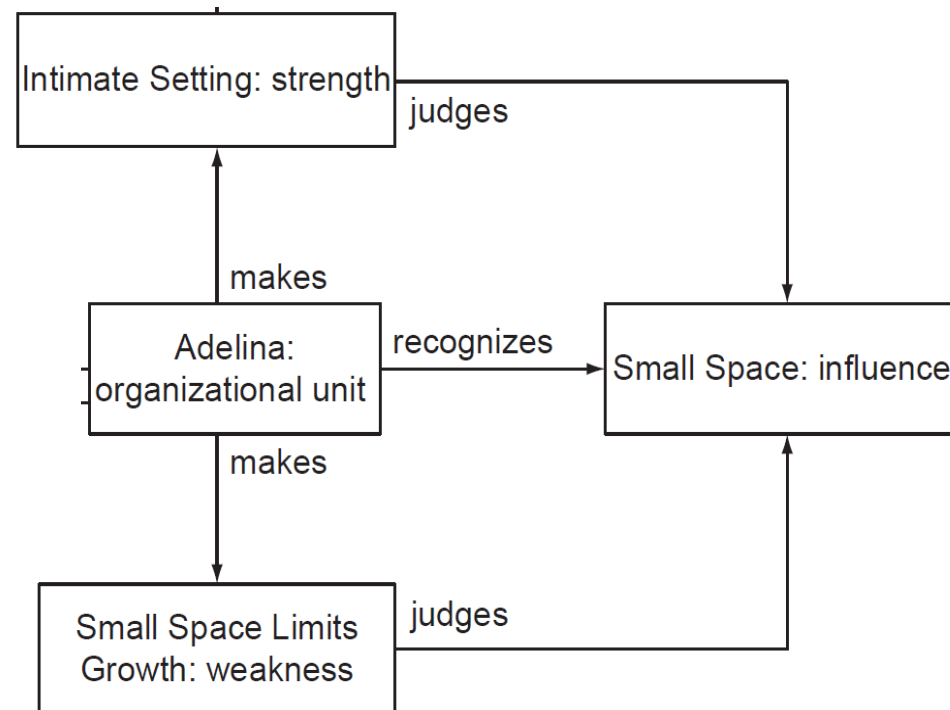 Intimate Setting: strength
judges
makes
Adelina:
organizational unit
recognizes
Small Space: influence
makes
Small Space Limits
Growth: weakness
judges